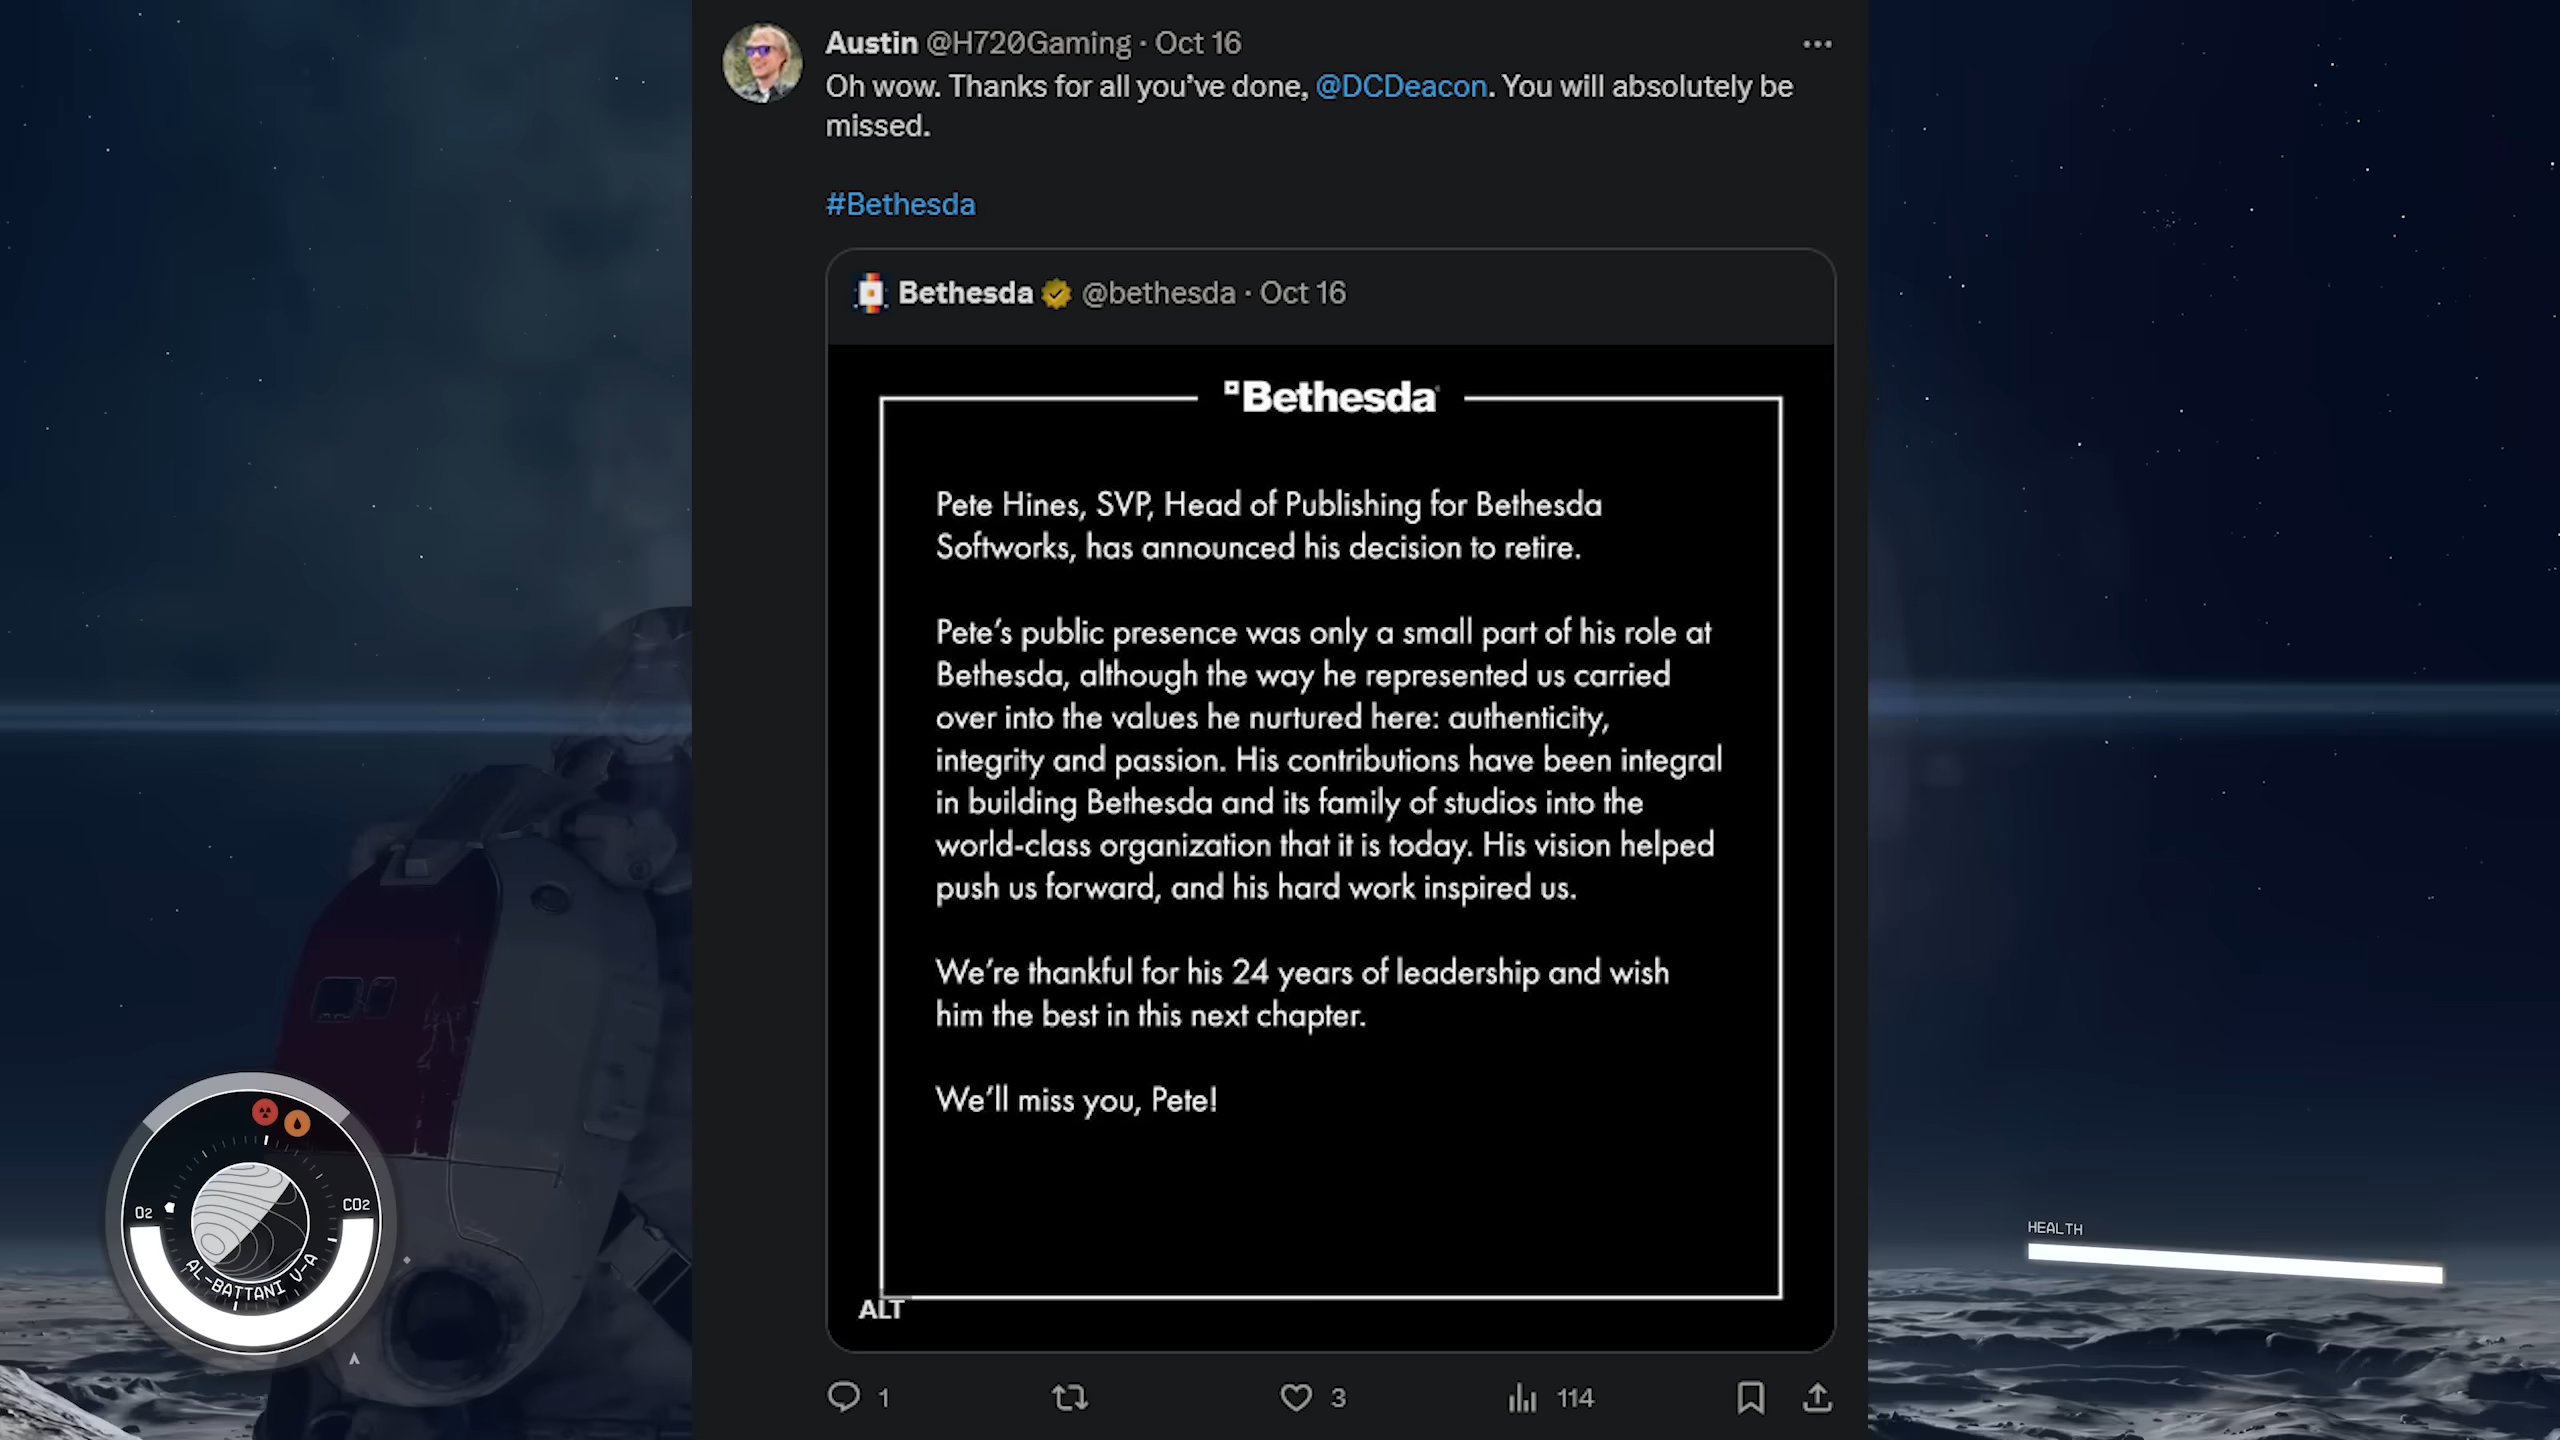 Austin @H720Gaming · Oct 16
Oh wow. Thanks for all you've done, @DCDeacon. You will absolutely be
missed.
#Bethesda
Bethesda @bethesda · Oct 16
Bethesda
Pete Hines, SVP, Head of Publishing for Bethesda
Softworks, has announced his decision to retire.
Pete's public presence was only a small part of his role at
Bethesda, although the way he represented us carried
over into the values he nurtured here: authenticity,
integrity and passion. His contributions have been integral
in building Bethesda and its family of studios into the
world-class organization that it is today. His vision helped
push us forward, and his hard work inspired us.
We're thankful for his 24 years of leadership and wish
him the best in this next chapter.
We'll miss you, Pete!
ALT
1
3
114
O2
CO2
AL-BATTANI V-A
HEALTH